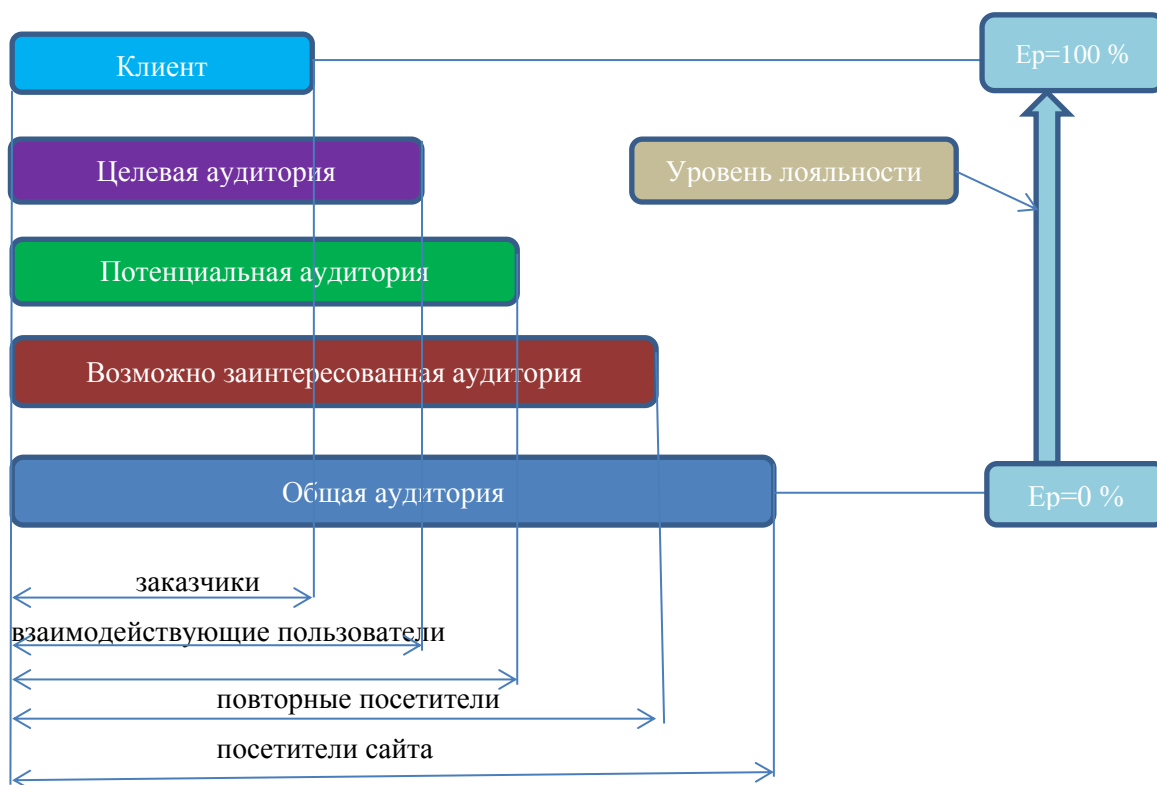 Клиент
Ер=100 %
Целевая аудитория
Уровень лояльности
Потенциальная аудитория
Возможно заинтересованная аудитория
Общая аудитория
Ер=0 %
заказчики
взаимодействующие пользователи
повторные посетители
посетители сайта